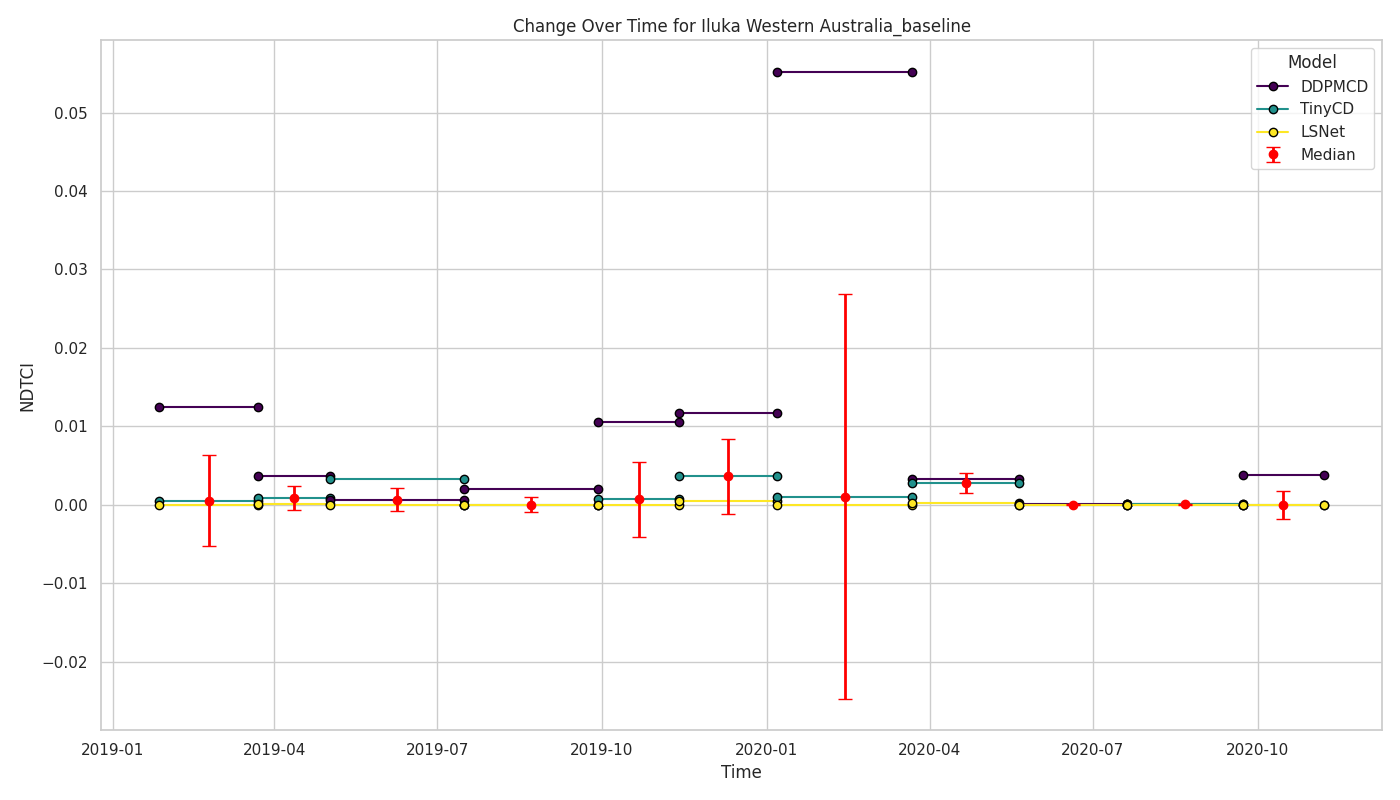 Change Over Time for Iluka Western Australia_baseline
Model
DDPMCD
TinyCD
LSNet
Median
NDTCI
0.05
0.04
0.03
0.02
0.01
0.00
−0.01
−0.02
2019-01
2019-04
2019-07
2019-10
2020-01
2020-04
2020-07
2020-10
Time